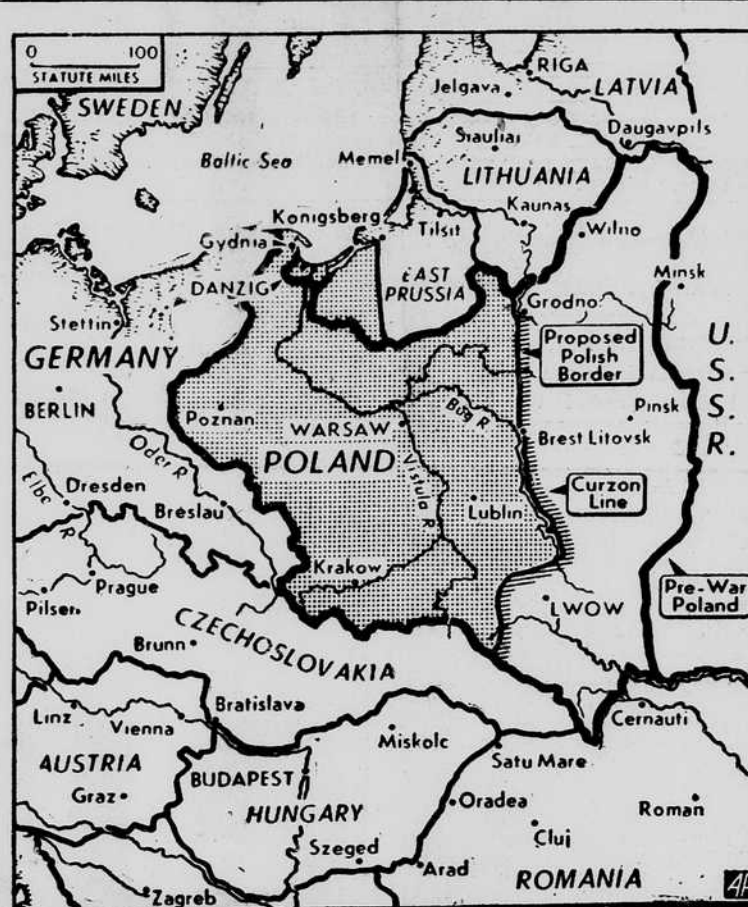 0 100
STATUTE MILES
SWEDEN
RIGA
Jelgava
LATVIA
Siauliai
Daugavpils
Baltic Sea
Memel
LITHUANIA
Kaunas
Konigsberg
Tilsit
Wilno
Gydnia
EAST
PRUSSIA
Minsk
DANZIG
Grodno
Stettin
Proposed
Polish
Border
U.
S.
S.
R.
GERMANY
BERLIN
Poznan
WARSAW
Bug R.
Pinsk
Brest Litovsk
POLAND
Oder R
Vistula R
Elbe
R
Dresden
Breslau
Lublin
Curzon
Line
Krakow
Prague
Pilsen
LWOW
Pre-War
Poland
CZECHOSLOVAKIA
Brunn
Bratislava
Linz
Vienna
Cernauti
Miskolc
Satu Mare
AUSTRIA
BUDAPEST
Graz
HUNGARY
Oradea
Roman
Cluj
Szeged
Arad
ROMANIA
Zagreb
AP